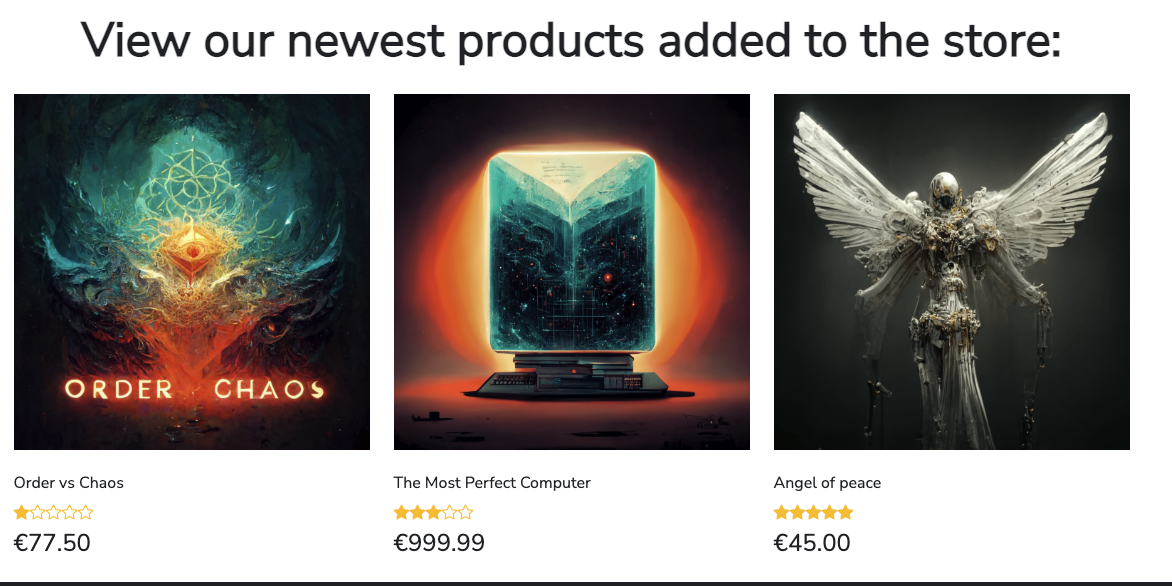 View our newest products added to the store:
ORDER CHAOS
Order vs Chaos
€77.50
The Most Perfect Computer
€999.99
Angel of peace
€45.00